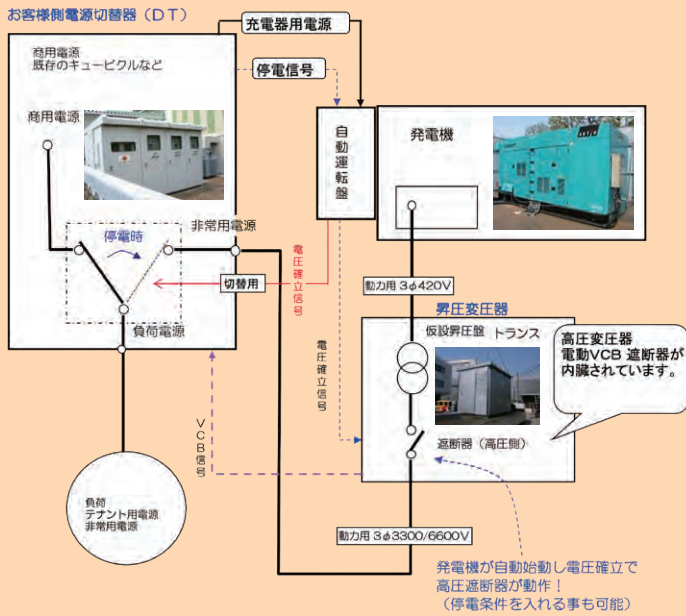 お客様側電源切替器（DT）
充電器用電源
商用電源
既存のキュービクルなど
停電信号
商用電源
自動運転盤
発電機
停電時
非常用電源
切替用
電圧確立信号
動力用 3φ420V
負荷電源
昇圧変圧器
仮設昇圧盤 トランス
高圧変圧器
電動VCB 遮断器が
内臓されています。
電圧確立信号
VCB信号
遮断器（高圧側）
負荷
テナント用電源
非常用電源
動力用 3φ3300/6600V
発電機が自動始動し電圧確立で
高圧遮断器が動作！
（停電条件を入れる事も可能）